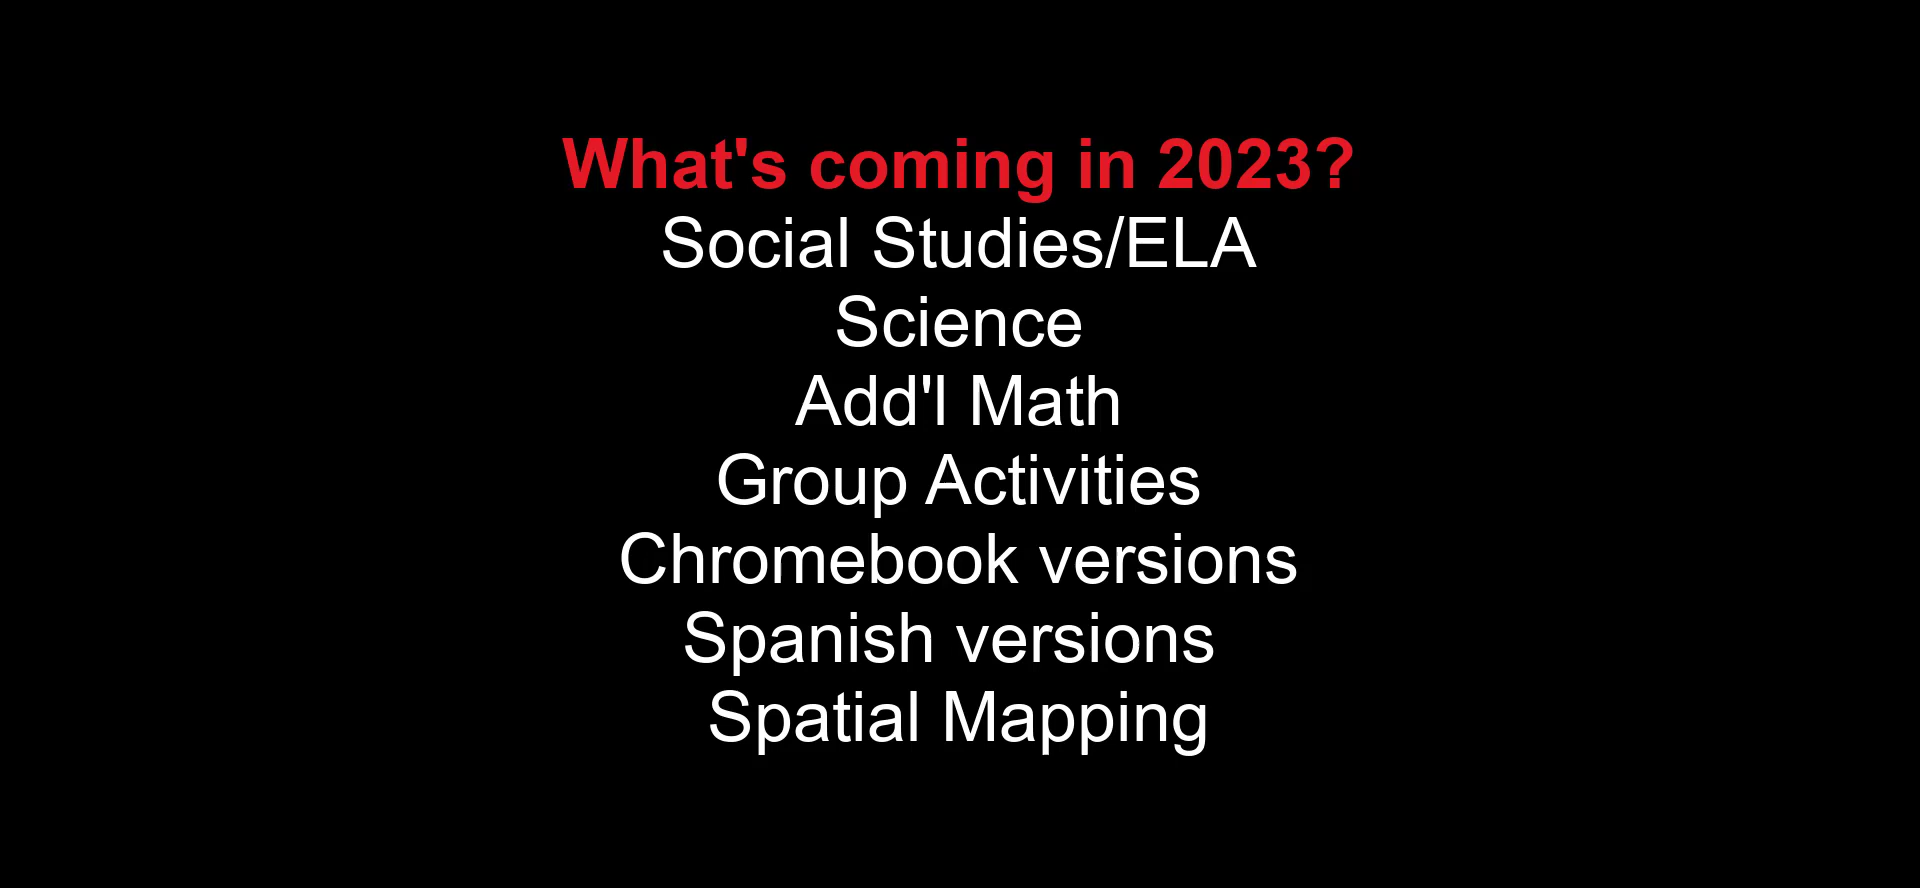 What's coming in 2023?
Social Studies/ELA
Science
Add'l Math
Group Activities
Chromebook versions
Spanish versions
Spatial Mapping